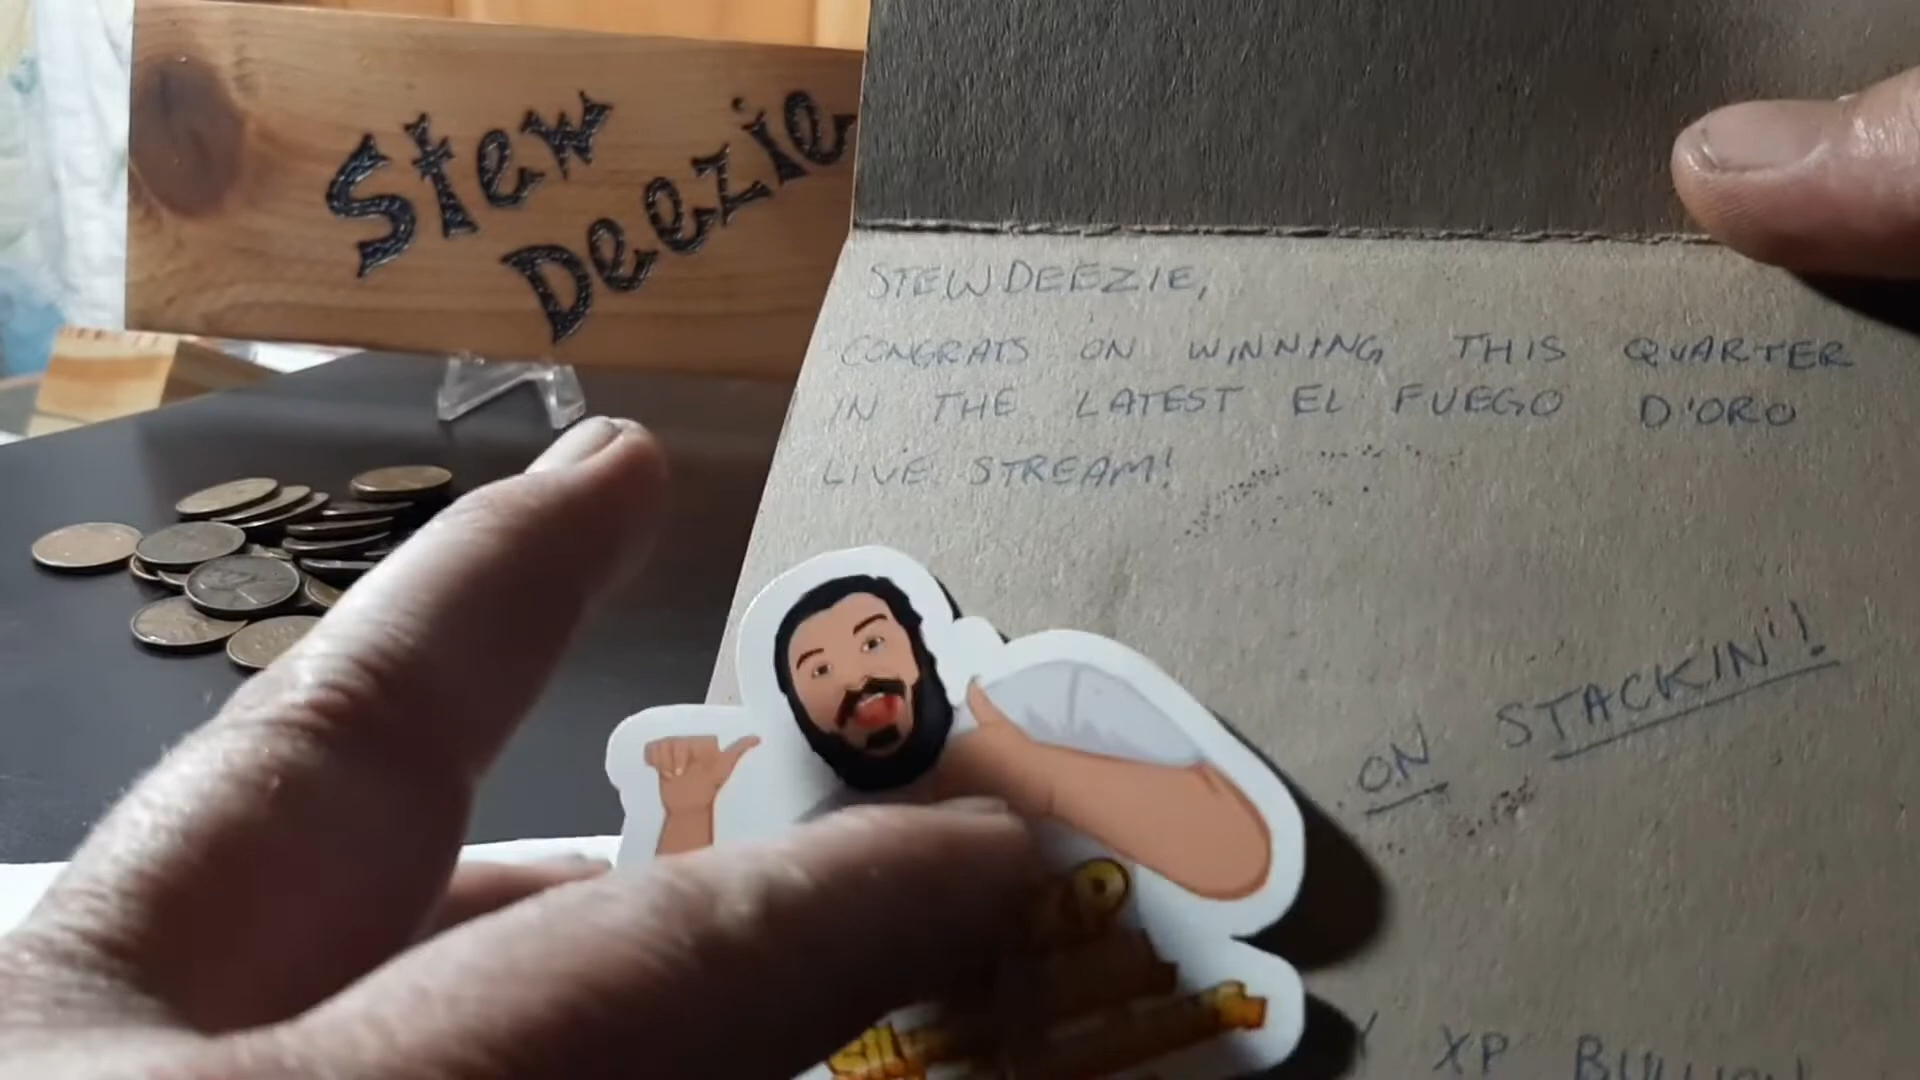 Stew
Deezie
STEWDEEZIE,
CONGRATS ON WINNING THIS QUARTER
IN THE LATEST EL FUEGO D'ORO
LIVE STREAM!
ON STACKIN'!
XP BULLION